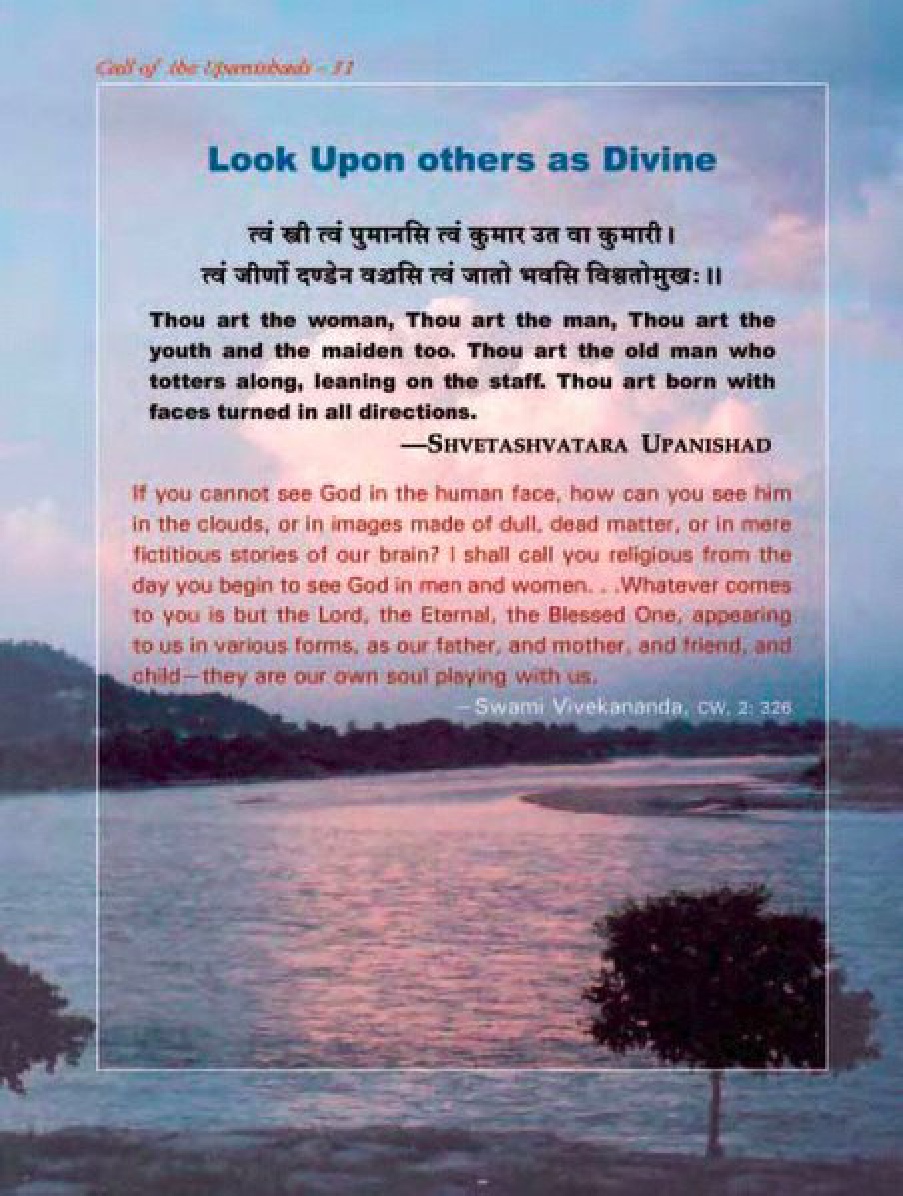 Call of the Upanishads - 11
Look Upon others as Divine
त्वं स्त्री त्वं पुमानसि त्वं कुमार उत वा कुमारी।
त्वं जीर्णो दण्डेन वञ्चसि त्वं जातो भवसि विश्वतोमुखः॥
Thou art the woman, Thou art the man, Thou art the
youth and the maiden too. Thou art the old man who
totters along, leaning on the staff. Thou art born with
faces turned in all directions.
—SHVETASHVATARA UPANISHAD
If you cannot see God in the human face, how can you see him
in the clouds, or in images made of dull, dead matter, or in mere
fictitious stories of our brain? I shall call you religious from the
day you begin to see God in men and women. . .Whatever comes
to you is but the Lord, the Eternal, the Blessed One, appearing
to us in various forms, as our father, and mother, and friend, and
child—they are our own soul playing with us.
—Swami Vivekananda, CW, 2: 326